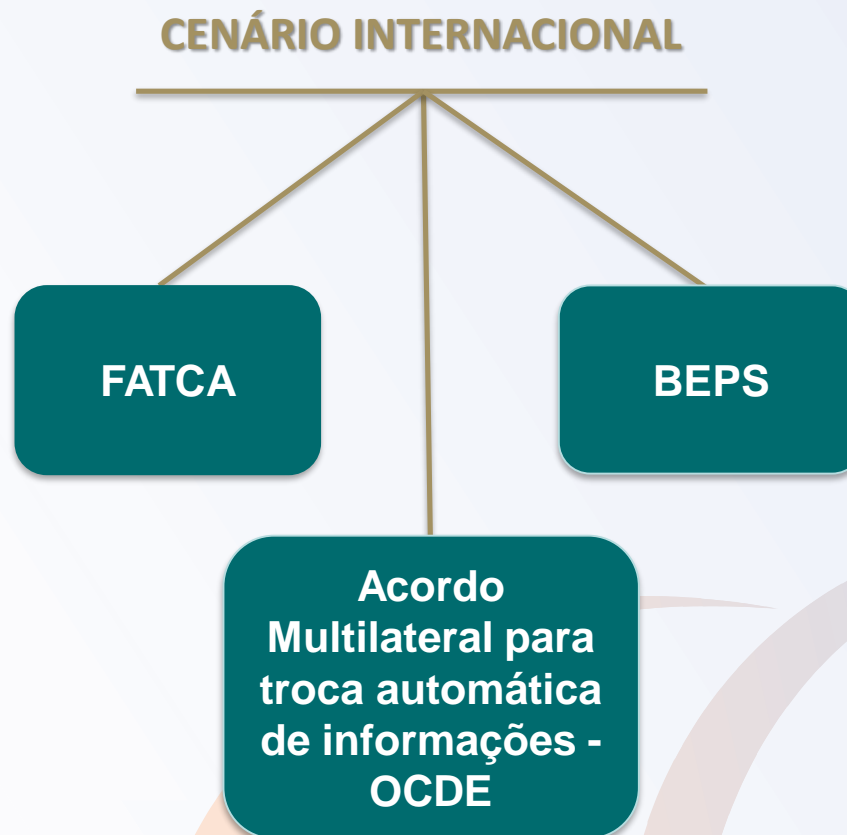 CENÁRIO INTERNACIONAL
FATCA
BEPS
Acordo
Multilateral para
troca automática
de informações -
OCDE